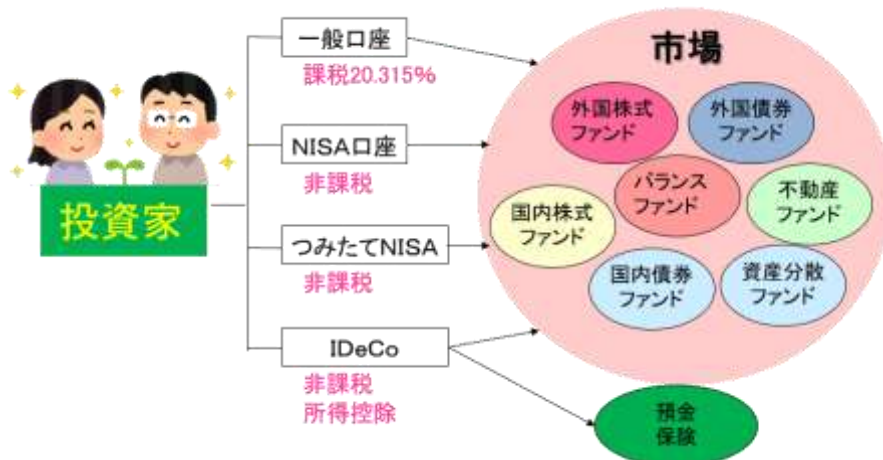 投資家
一般口座
課税20.315%
NISA口座
非課税
つみたてNISA
非課税
IDeCo
非課税
所得控除
市場
外国株式
ファンド
外国債券
ファンド
バランス
ファンド
不動産
ファンド
国内株式
ファンド
国内債券
ファンド
資産分散
ファンド
預金
保険